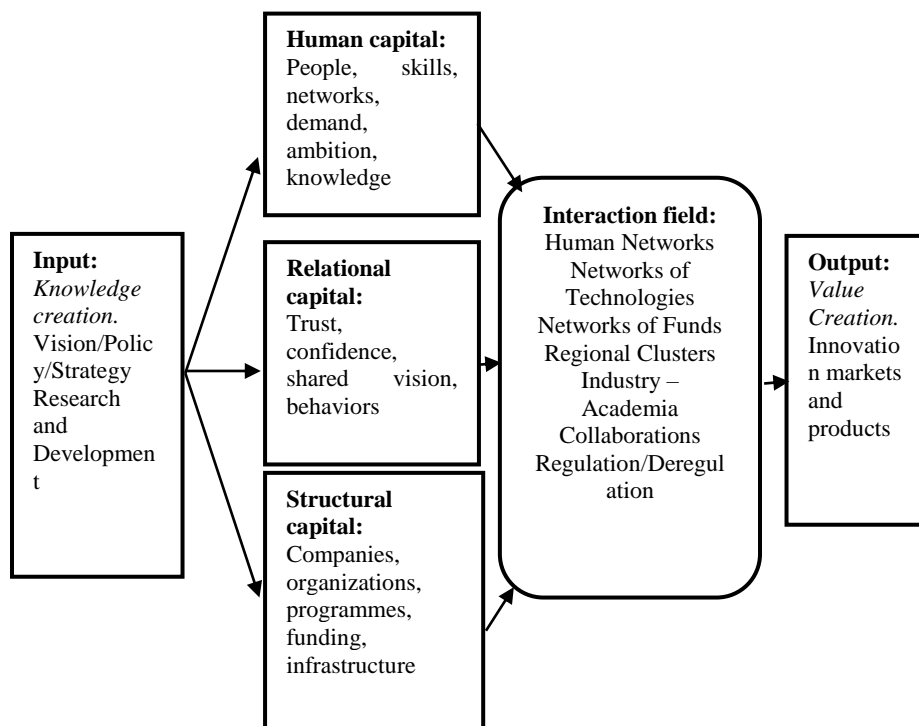 Human capital:
People, skills,
networks,
demand,
ambition,
knowledge
Input:
Knowledge
creation.
Vision/Polic
y/Strategy
Research
and
Developmen
t
Relational
capital:
Trust,
confidence,
shared vision,
behaviors
Structural
capital:
Companies,
organizations,
programmes,
funding,
infrastructure
Interaction field:
Human Networks
Networks of
Technologies
Networks of Funds
Regional Clusters
Industry –
Academia
Collaborations
Regulation/Deregul
ation
Output:
Value
Creation.
Innovatio
n markets
and
products